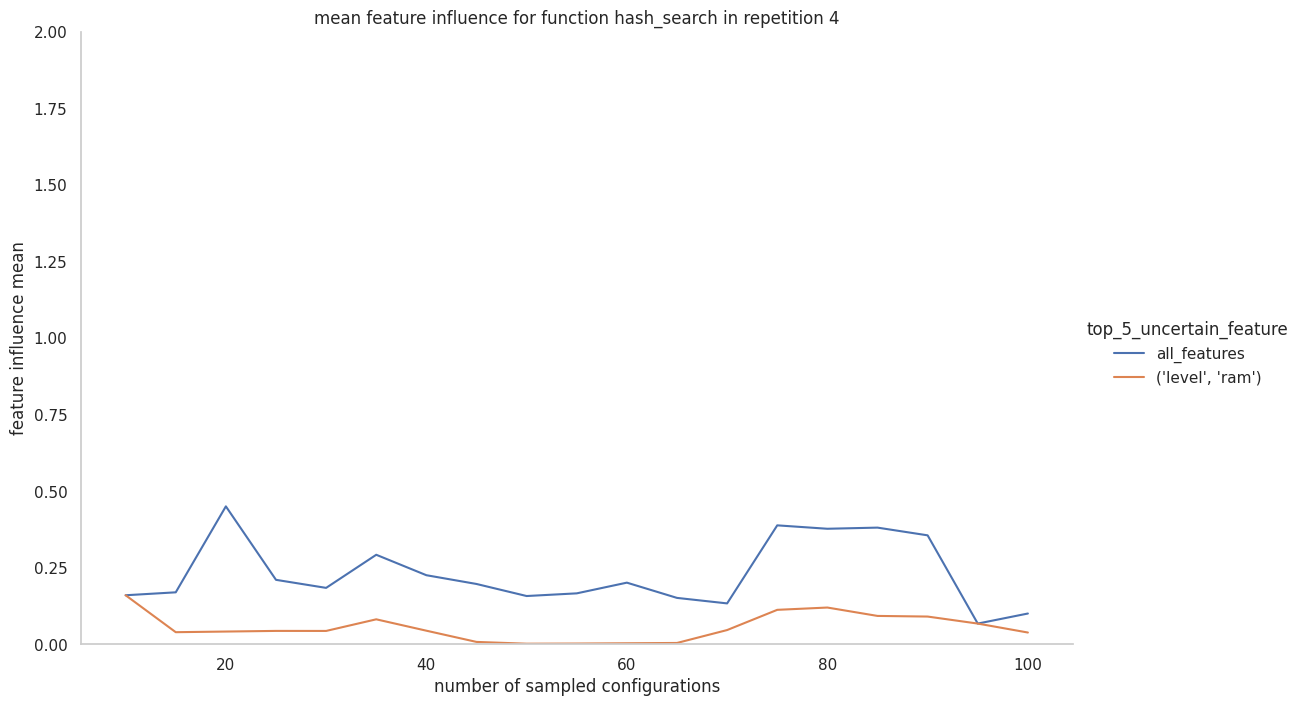 mean feature influence for function hash_search in repetition 4
2.00
1.75
1.50
1.25
1.00
0.75
0.50
0.25
0.00
feature influence mean
20
40
60
80
100
number of sampled configurations
top_5_uncertain_feature
all_features
('level', 'ram')